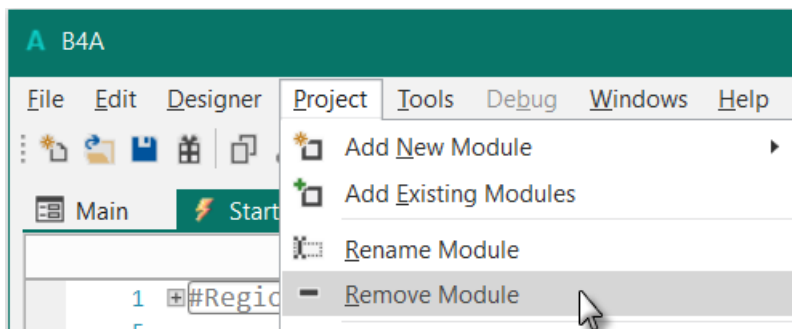 A B4A
File Edit Designer Project Tools Debug Windows Help
Add New Module
Add Existing Modules
Main Start
Rename Module
1 #Regio
Remove Module